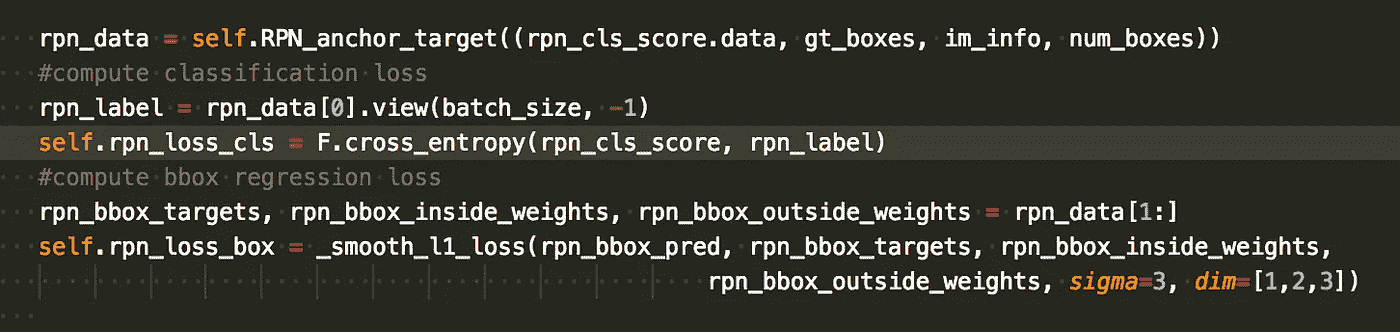 rpn_data = self.RPN_anchor_target((rpn_cls_score.data, gt_boxes, im_info, num_boxes))
#compute classification loss
rpn_label = rpn_data[0].view(batch_size, -1)
self.rpn_loss_cls = F.cross_entropy(rpn_cls_score, rpn_label)
#compute bbox regression loss
rpn_bbox_targets, rpn_bbox_inside_weights, rpn_bbox_outside_weights = rpn_data[1:]
self.rpn_loss_box = _smooth_l1_loss(rpn_bbox_pred, rpn_bbox_targets, rpn_bbox_inside_weights,
rpn_bbox_outside_weights, sigma=3, dim=[1,2,3])